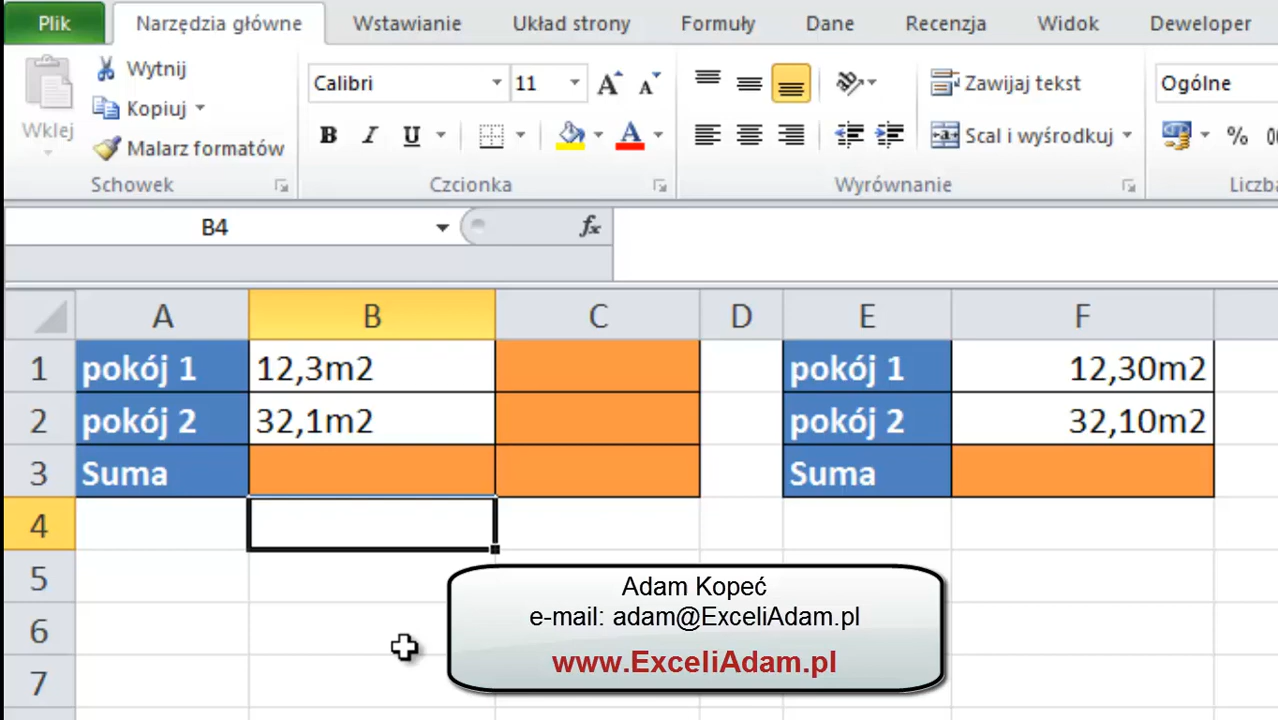 Plik Narzędzia główne Wstawianie Układ strony Formuły Dane Recenzja Widok Deweloper
Wklej
Wytnij
Kopiuj
Malarz formatów
Schowek
Calibri 11
B I U
Czcionka
Zawijaj tekst
Scal i wyśrodkuj
Wyrównanie
Ogólne
%
B4 fx
A B C D E F
1 pokój 1 12,3m2 pokój 1 12,30m2
2 pokój 2 32,1m2 pokój 2 32,10m2
3 Suma Suma
4
5
6
7
Adam Kopeć
e-mail: adam@ExceliAdam.pl
www.ExceliAdam.pl